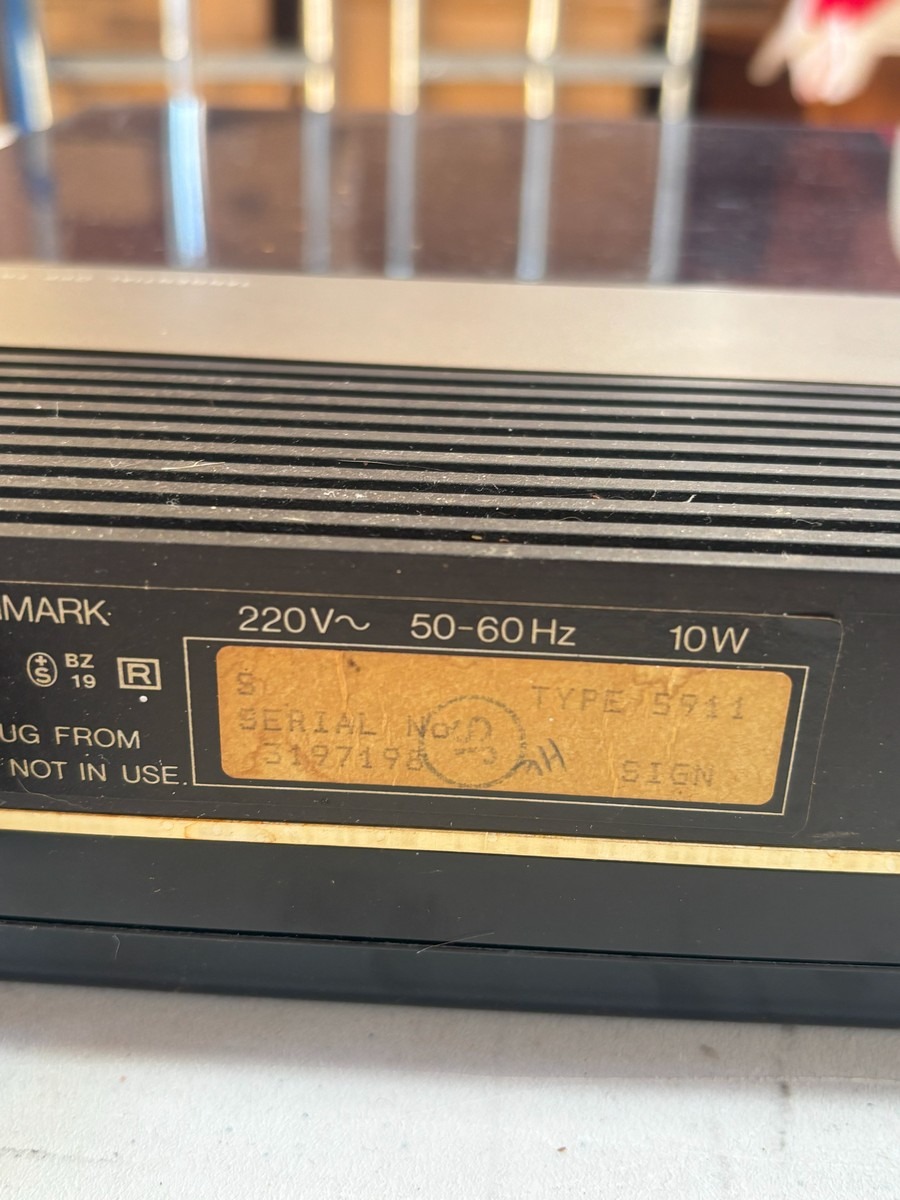 MARK
220V~ 50-60Hz 10W
BZ
19
R
S
TYPE 5911
SERIAL No
UG FROM
NOT IN USE.
SIGN